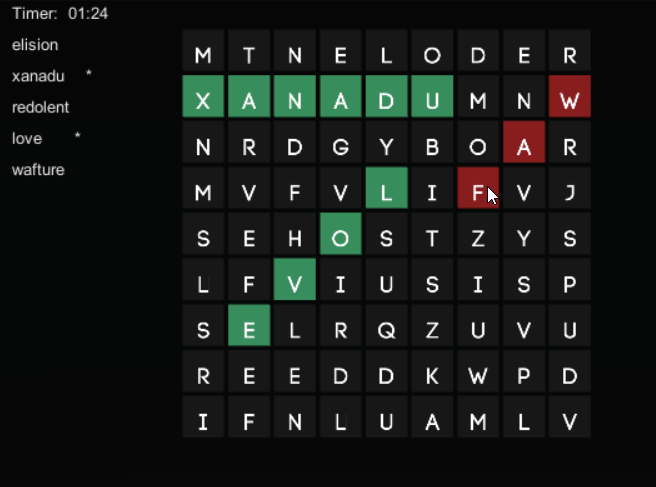 Timer: 01:24
elision
xanadu *
redolent
love *
wafture
M T N E L O D E R
X A N A D U M N W
N R D G Y B O A R
M V F V L I F V J
S E H O S T Z Y S
L F V I U S I S P
S E L R Q Z U V U
R E E D D K W P D
I F N L U A M L V